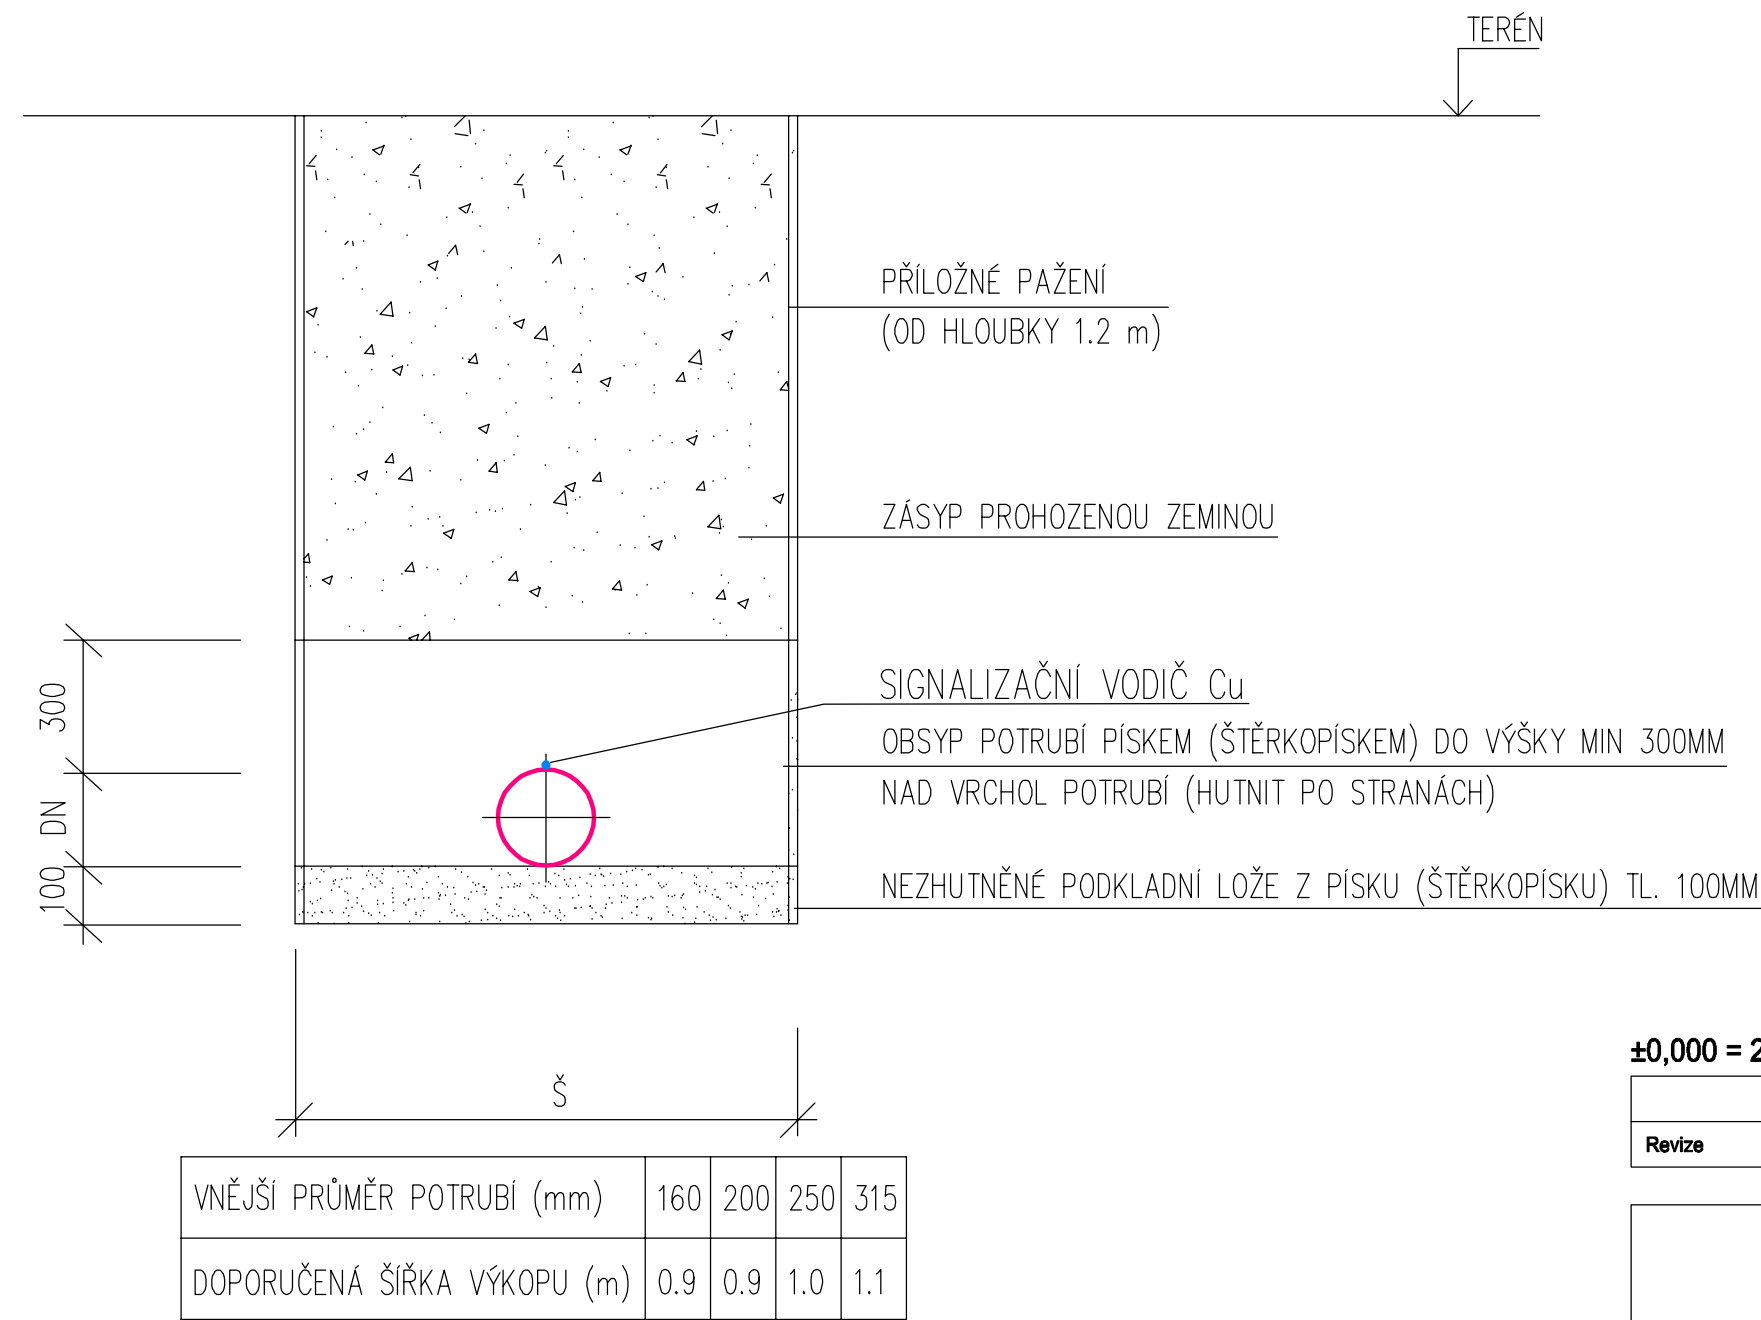 TERÉN
PŘÍLOŽNÉ PAŽENÍ
(OD HLOUBKY 1.2 m)
ZÁSYP PROHOZENOU ZEMINOU
SIGNALIZAČNÍ VODIČ Cu
OBSYP POTRUBÍ PÍSKEM (ŠTĚRKOPÍSKEM) DO VÝŠKY MIN 300MM
NAD VRCHOL POTRUBÍ (HUTNIT PO STRANÁCH)
NEZHUTNĚNÉ PODKLADNÍ LOŽE Z PÍSKU (ŠTĚRKOPÍSKU) TL. 100MM
300
DN
100
Š
±0,000 = 2
Revize
VNĚJŠÍ PRŮMĚR POTRUBÍ (mm) 160 200 250 315
DOPORUČENÁ ŠÍŘKA VÝKOPU (m) 0.9 0.9 1.0 1.1